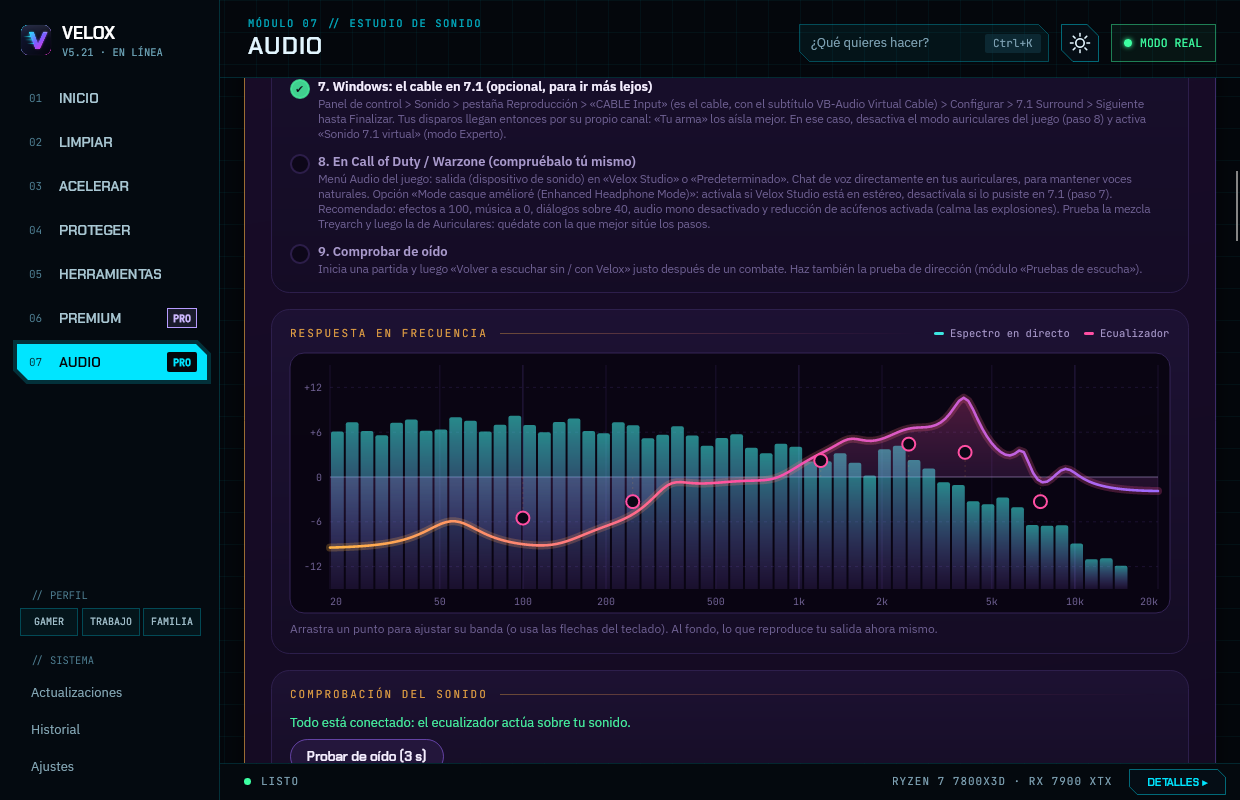 VELOX
V5.21 · EN LÍNEA
01 INICIO
02 LIMPIAR
03 ACELERAR
04 PROTEGER
05 HERRAMIENTAS
06 PREMIUM PRO
07 AUDIO PRO
// PERFIL
GAMER TRABAJO FAMILIA
// SISTEMA
Actualizaciones
Historial
Ajustes
MÓDULO 07 // ESTUDIO DE SONIDO
AUDIO
¿Qué quieres hacer? Ctrl+K
MODO REAL
7. Windows: el cable en 7.1 (opcional, para ir más lejos)
Panel de control > Sonido > pestaña Reproducción > «CABLE Input» (es el cable, con el subtítulo VB-Audio Virtual Cable) > Configurar > 7.1 Surround > Siguiente
hasta Finalizar. Tus disparos llegan entonces por su propio canal: «Tu arma» los aísla mejor. En ese caso, desactiva el modo auriculares del juego (paso 8) y activa
«Sonido 7.1 virtual» (modo Experto).
8. En Call of Duty / Warzone (compruébalo tú mismo)
Menú Audio del juego: salida (dispositivo de sonido) en «Velox Studio» o «Predeterminado». Chat de voz directamente en tus auriculares, para mantener voces
naturales. Opción «Mode casque amélioré (Enhanced Headphone Mode)»: actívala si Velox Studio está en estéreo, desactívala si lo pusiste en 7.1 (paso 7).
Recomendado: efectos a 100, música a 0, diálogos sobre 40, audio mono desactivado y reducción de acúfenos activada (calma las explosiones). Prueba la mezcla
Treyarch y luego la de Auriculares: quédate con la que mejor sitúe los pasos.
9. Comprobar de oído
Inicia una partida y luego «Volver a escuchar sin / con Velox» justo después de un combate. Haz también la prueba de dirección (módulo «Pruebas de escucha»).
RESPUESTA EN FRECUENCIA
Espectro en directo Ecualizador
+12
+6
0
-6
-12
20 50 100 200 500 1k 2k 5k 10k 20k
Arrastra un punto para ajustar su banda (o usa las flechas del teclado). Al fondo, lo que reproduce tu salida ahora mismo.
COMPROBACIÓN DEL SONIDO
Todo está conectado: el ecualizador actúa sobre tu sonido.
Probar de oído (3 s)
LISTO
RYZEN 7 7800X3D · RX 7900 XTX
DETALLES ▸